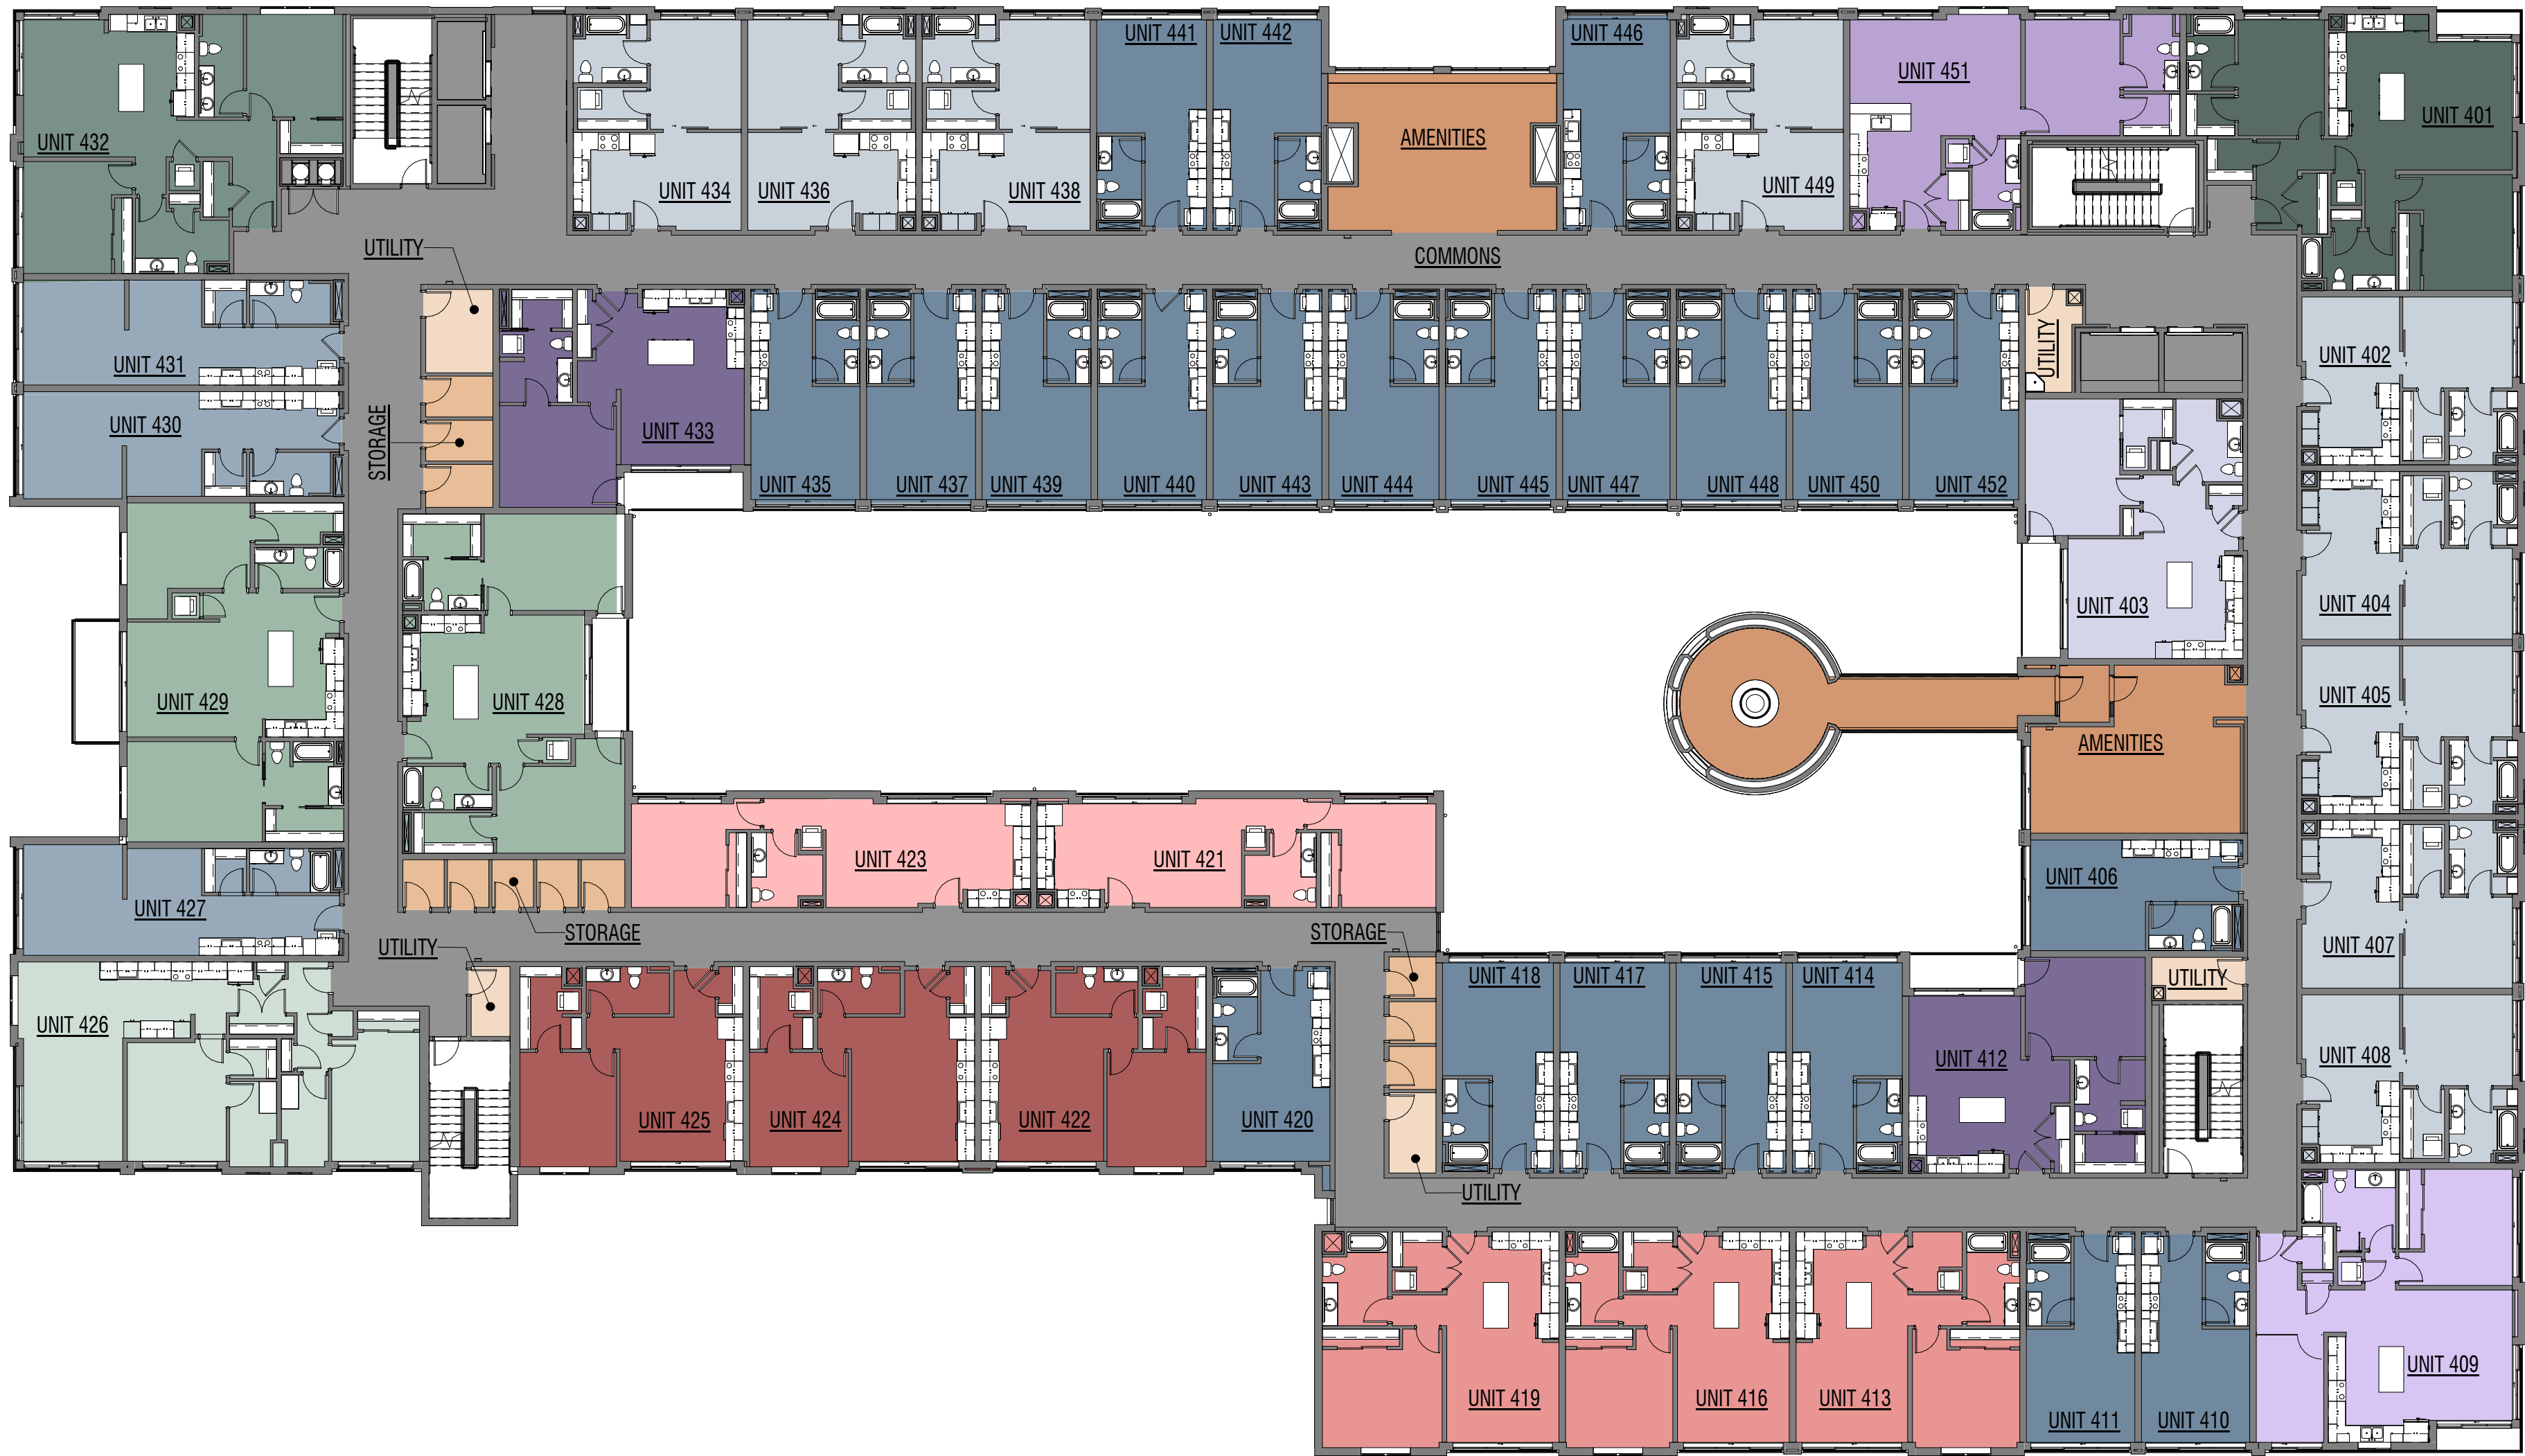 UNIT 441
UNIT 442
UNIT 446
UNIT 451
UNIT 401
UNIT 432
AMENITIES
UNIT 434
UNIT 436
UNIT 438
UNIT 449
UTILITY
COMMONS
UNIT 431
UNIT 430
STORAGE
UNIT 433
UTILITY
UNIT 402
UNIT 435
UNIT 437
UNIT 439
UNIT 440
UNIT 443
UNIT 444
UNIT 445
UNIT 447
UNIT 448
UNIT 450
UNIT 452
UNIT 403
UNIT 404
UNIT 429
UNIT 428
UNIT 405
AMENITIES
UNIT 423
UNIT 421
UNIT 406
UNIT 427
STORAGE
UTILITY
STORAGE
UNIT 407
UNIT 418
UNIT 417
UNIT 415
UNIT 414
UTILITY
UNIT 426
UNIT 412
UNIT 408
UNIT 425
UNIT 424
UNIT 422
UNIT 420
UTILITY
UNIT 409
UNIT 419
UNIT 416
UNIT 413
UNIT 411
UNIT 410